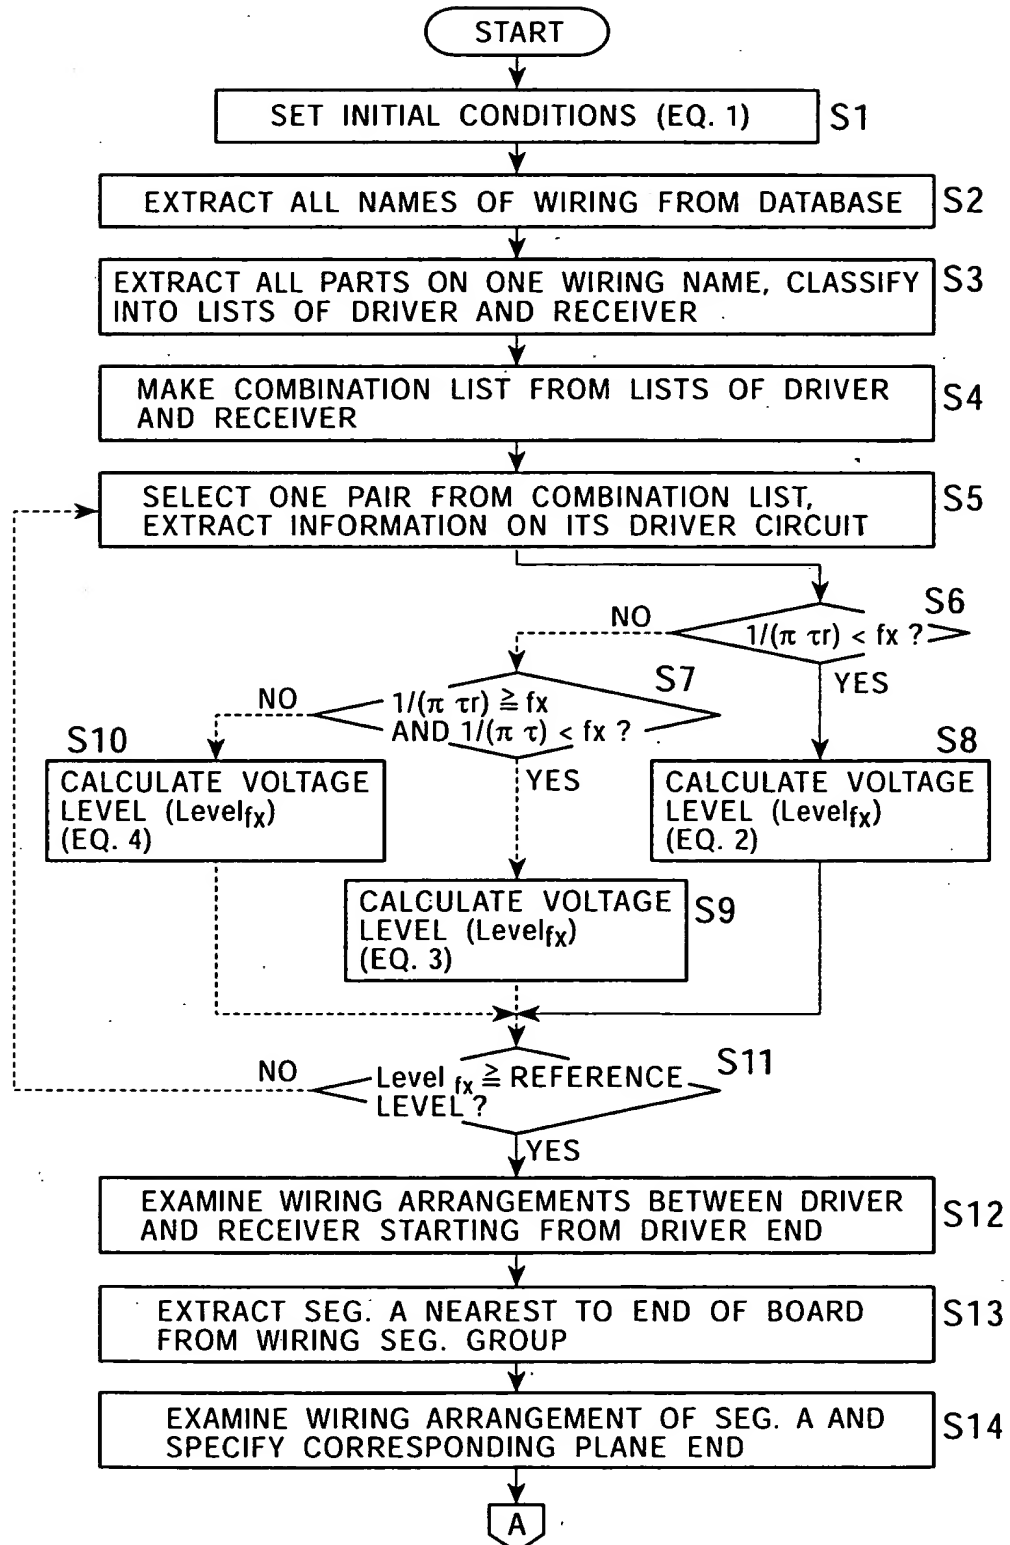 START
SET INITIAL CONDITIONS (EQ. 1)
S1
EXTRACT ALL NAMES OF WIRING FROM DATABASE
S2
EXTRACT ALL PARTS ON ONE WIRING NAME, CLASSIFY
INTO LISTS OF DRIVER AND RECEIVER
S3
MAKE COMBINATION LIST FROM LISTS OF DRIVER
AND RECEIVER
S4
SELECT ONE PAIR FROM COMBINATION LIST,
EXTRACT INFORMATION ON ITS DRIVER CIRCUIT
S5
S6
NO
1/(π τr) < fx ?
YES
S7
NO
1/(π τr) ≧ fx
AND 1/(π τ) < fx ?
YES
S10
CALCULATE VOLTAGE
LEVEL (Levelfx)
(EQ. 4)
S8
CALCULATE VOLTAGE
LEVEL (Levelfx)
(EQ. 2)
CALCULATE VOLTAGE
LEVEL (Levelfx)
(EQ. 3)
S9
NO
Level fx ≧ REFERENCE
LEVEL ?
S11
YES
EXAMINE WIRING ARRANGEMENTS BETWEEN DRIVER
AND RECEIVER STARTING FROM DRIVER END
S12
EXTRACT SEG. A NEAREST TO END OF BOARD
FROM WIRING SEG. GROUP
S13
EXAMINE WIRING ARRANGEMENT OF SEG. A AND
SPECIFY CORRESPONDING PLANE END
S14
A